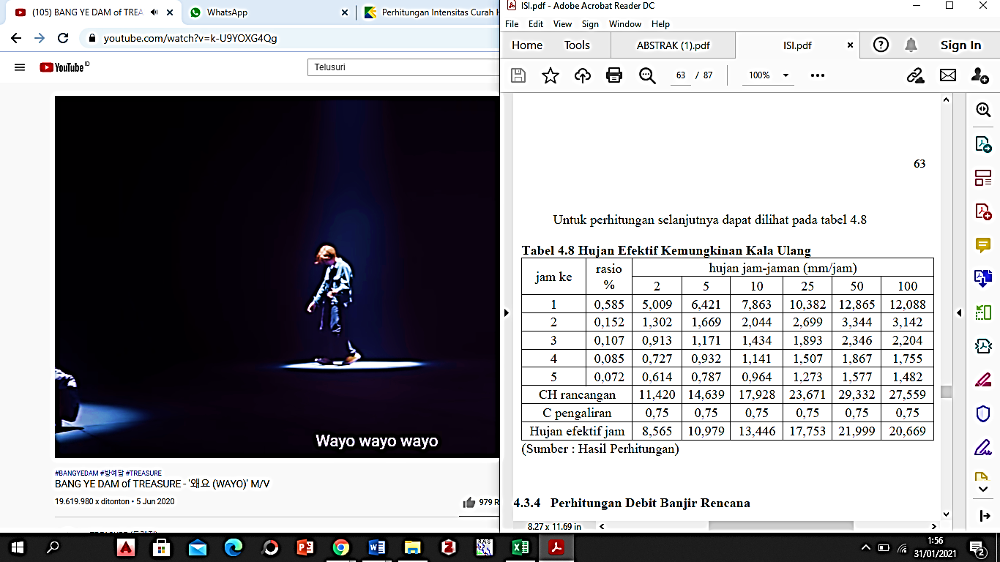 (105) BANG YE DAM of TREA
WhatsApp
Perhitungan Intensitas Curah H
youtube.com/watch?v=k-U9YOXG4Qg
YouTube ID
Telusuri
Wayo wayo wayo
#BANGYEDAM #방예담 #TREASURE
BANG YE DAM of TREASURE - '왜요 (WAYO)' M/V
19.619.980 x ditonton • 5 Jun 2020
979 R
ISI.pdf - Adobe Acrobat Reader DC
File Edit View Sign Window Help
Home Tools ABSTRAK (1).pdf ISI.pdf Sign In
63 / 87 100%
63
Untuk perhitungan selanjutnya dapat dilihat pada tabel 4.8
Tabel 4.8 Hujan Efektif Kemungkinan Kala Ulang
jam ke rasio % hujan jam-jaman (mm/jam)
2 5 10 25 50 100
1 0,585 5,009 6,421 7,863 10,382 12,865 12,088
2 0,152 1,302 1,669 2,044 2,699 3,344 3,142
3 0,107 0,913 1,171 1,434 1,893 2,346 2,204
4 0,085 0,727 0,932 1,141 1,507 1,867 1,755
5 0,072 0,614 0,787 0,964 1,273 1,577 1,482
CH rancangan 11,420 14,639 17,928 23,671 29,332 27,559
C pengaliran 0,75 0,75 0,75 0,75 0,75 0,75
Hujan efektif jam 8,565 10,979 13,446 17,753 21,999 20,669
(Sumber : Hasil Perhitungan)
4.3.4 Perhitungan Debit Banjir Rencana
8.27 x 11.69 in
1:56
31/01/2021
2